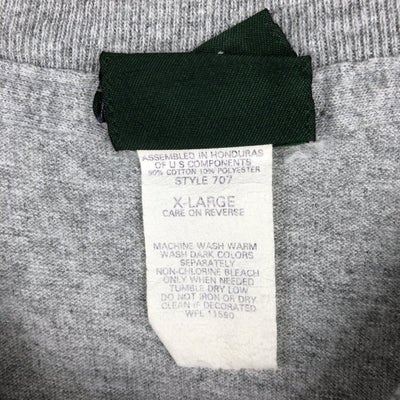 ASSEMBLED IN HONDURAS
OF U S COMPONENTS
90% COTTON 10% POLYESTER
STYLE 707
X-LARGE
CARE ON REVERSE
MACHINE WASH WARM
WASH DARK COLORS
SEPARATELY
NON-CHLORINE BLEACH
ONLY WHEN NEEDED
TUMBLE DRY LOW
DO NOT IRON OR DRY
CLEAN IF DECORATED
WPL 11590